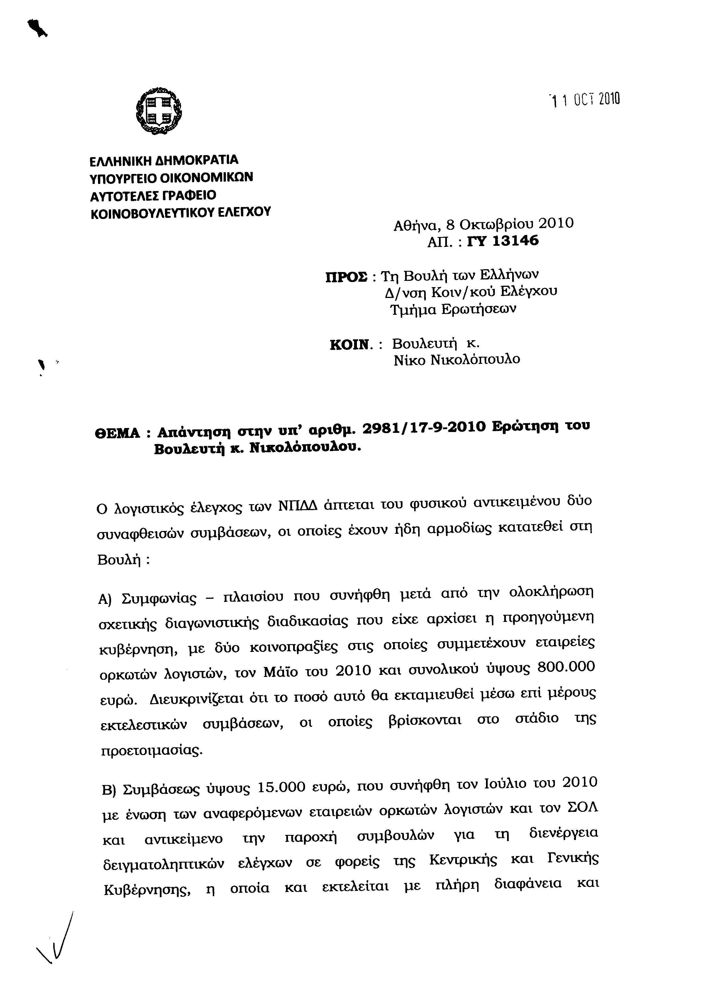 11 OCT 2010
ΕΛΛΗΝΙΚΗ ΔΗΜΟΚΡΑΤΙΑ
ΥΠΟΥΡΓΕΙΟ ΟΙΚΟΝΟΜΙΚΩΝ
ΑΥΤΟΤΕΛΕΣ ΓΡΑΦΕΙΟ
ΚΟΙΝΟΒΟΥΛΕΥΤΙΚΟΥ ΕΛΕΓΧΟΥ
Αθήνα, 8 Οκτωβρίου 2010
ΑΠ. : ΓΥ 13146
ΠΡΟΣ : Τη Βουλή των Ελλήνων
Δ/νση Κοιν/κού Ελέγχου
Τμήμα Ερωτήσεων
ΚΟΙΝ. : Βουλευτή κ.
Νίκο Νικολόπουλο
ΘΕΜΑ : Απάντηση στην υπ’ αριθμ. 2981/17-9-2010 Ερώτηση του
Βουλευτή κ. Νικολόπουλου.
Ο λογιστικός έλεγχος των ΝΠΔΔ άπτεται του φυσικού αντικειμένου δύο
συναφθεισών συμβάσεων, οι οποίες έχουν ήδη αρμοδίως κατατεθεί στη
Βουλή :
Α) Συμφωνίας – πλαισίου που συνήφθη μετά από την ολοκλήρωση
σχετικής διαγωνιστικής διαδικασίας που είχε αρχίσει η προηγούμενη
κυβέρνηση, με δύο κοινοπραξίες στις οποίες συμμετέχουν εταιρείες
ορκωτών λογιστών, τον Μάϊο του 2010 και συνολικού ύψους 800.000
ευρώ. Διευκρινίζεται ότι το ποσό αυτό θα εκταμιευθεί μέσω επί μέρους
εκτελεστικών συμβάσεων, οι οποίες βρίσκονται στο στάδιο της
προετοιμασίας.
Β) Συμβάσεως ύψους 15.000 ευρώ, που συνήφθη τον Ιούλιο του 2010
με ένωση των αναφερόμενων εταιρειών ορκωτών λογιστών και τον ΣΟΛ
και αντικείμενο την παροχή συμβουλών για τη διενέργεια
δειγματοληπτικών ελέγχων σε φορείς της Κεντρικής και Γενικής
Κυβέρνησης, η οποία και εκτελείται με πλήρη διαφάνεια και